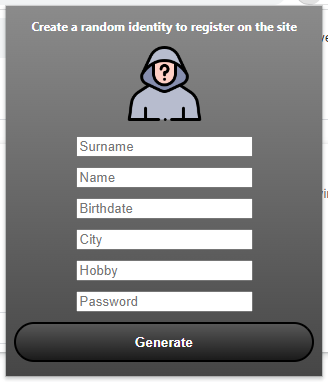 Create a random identity to register on the site
?
Surname
Name
Birthdate
City
Hobby
Password
Generate